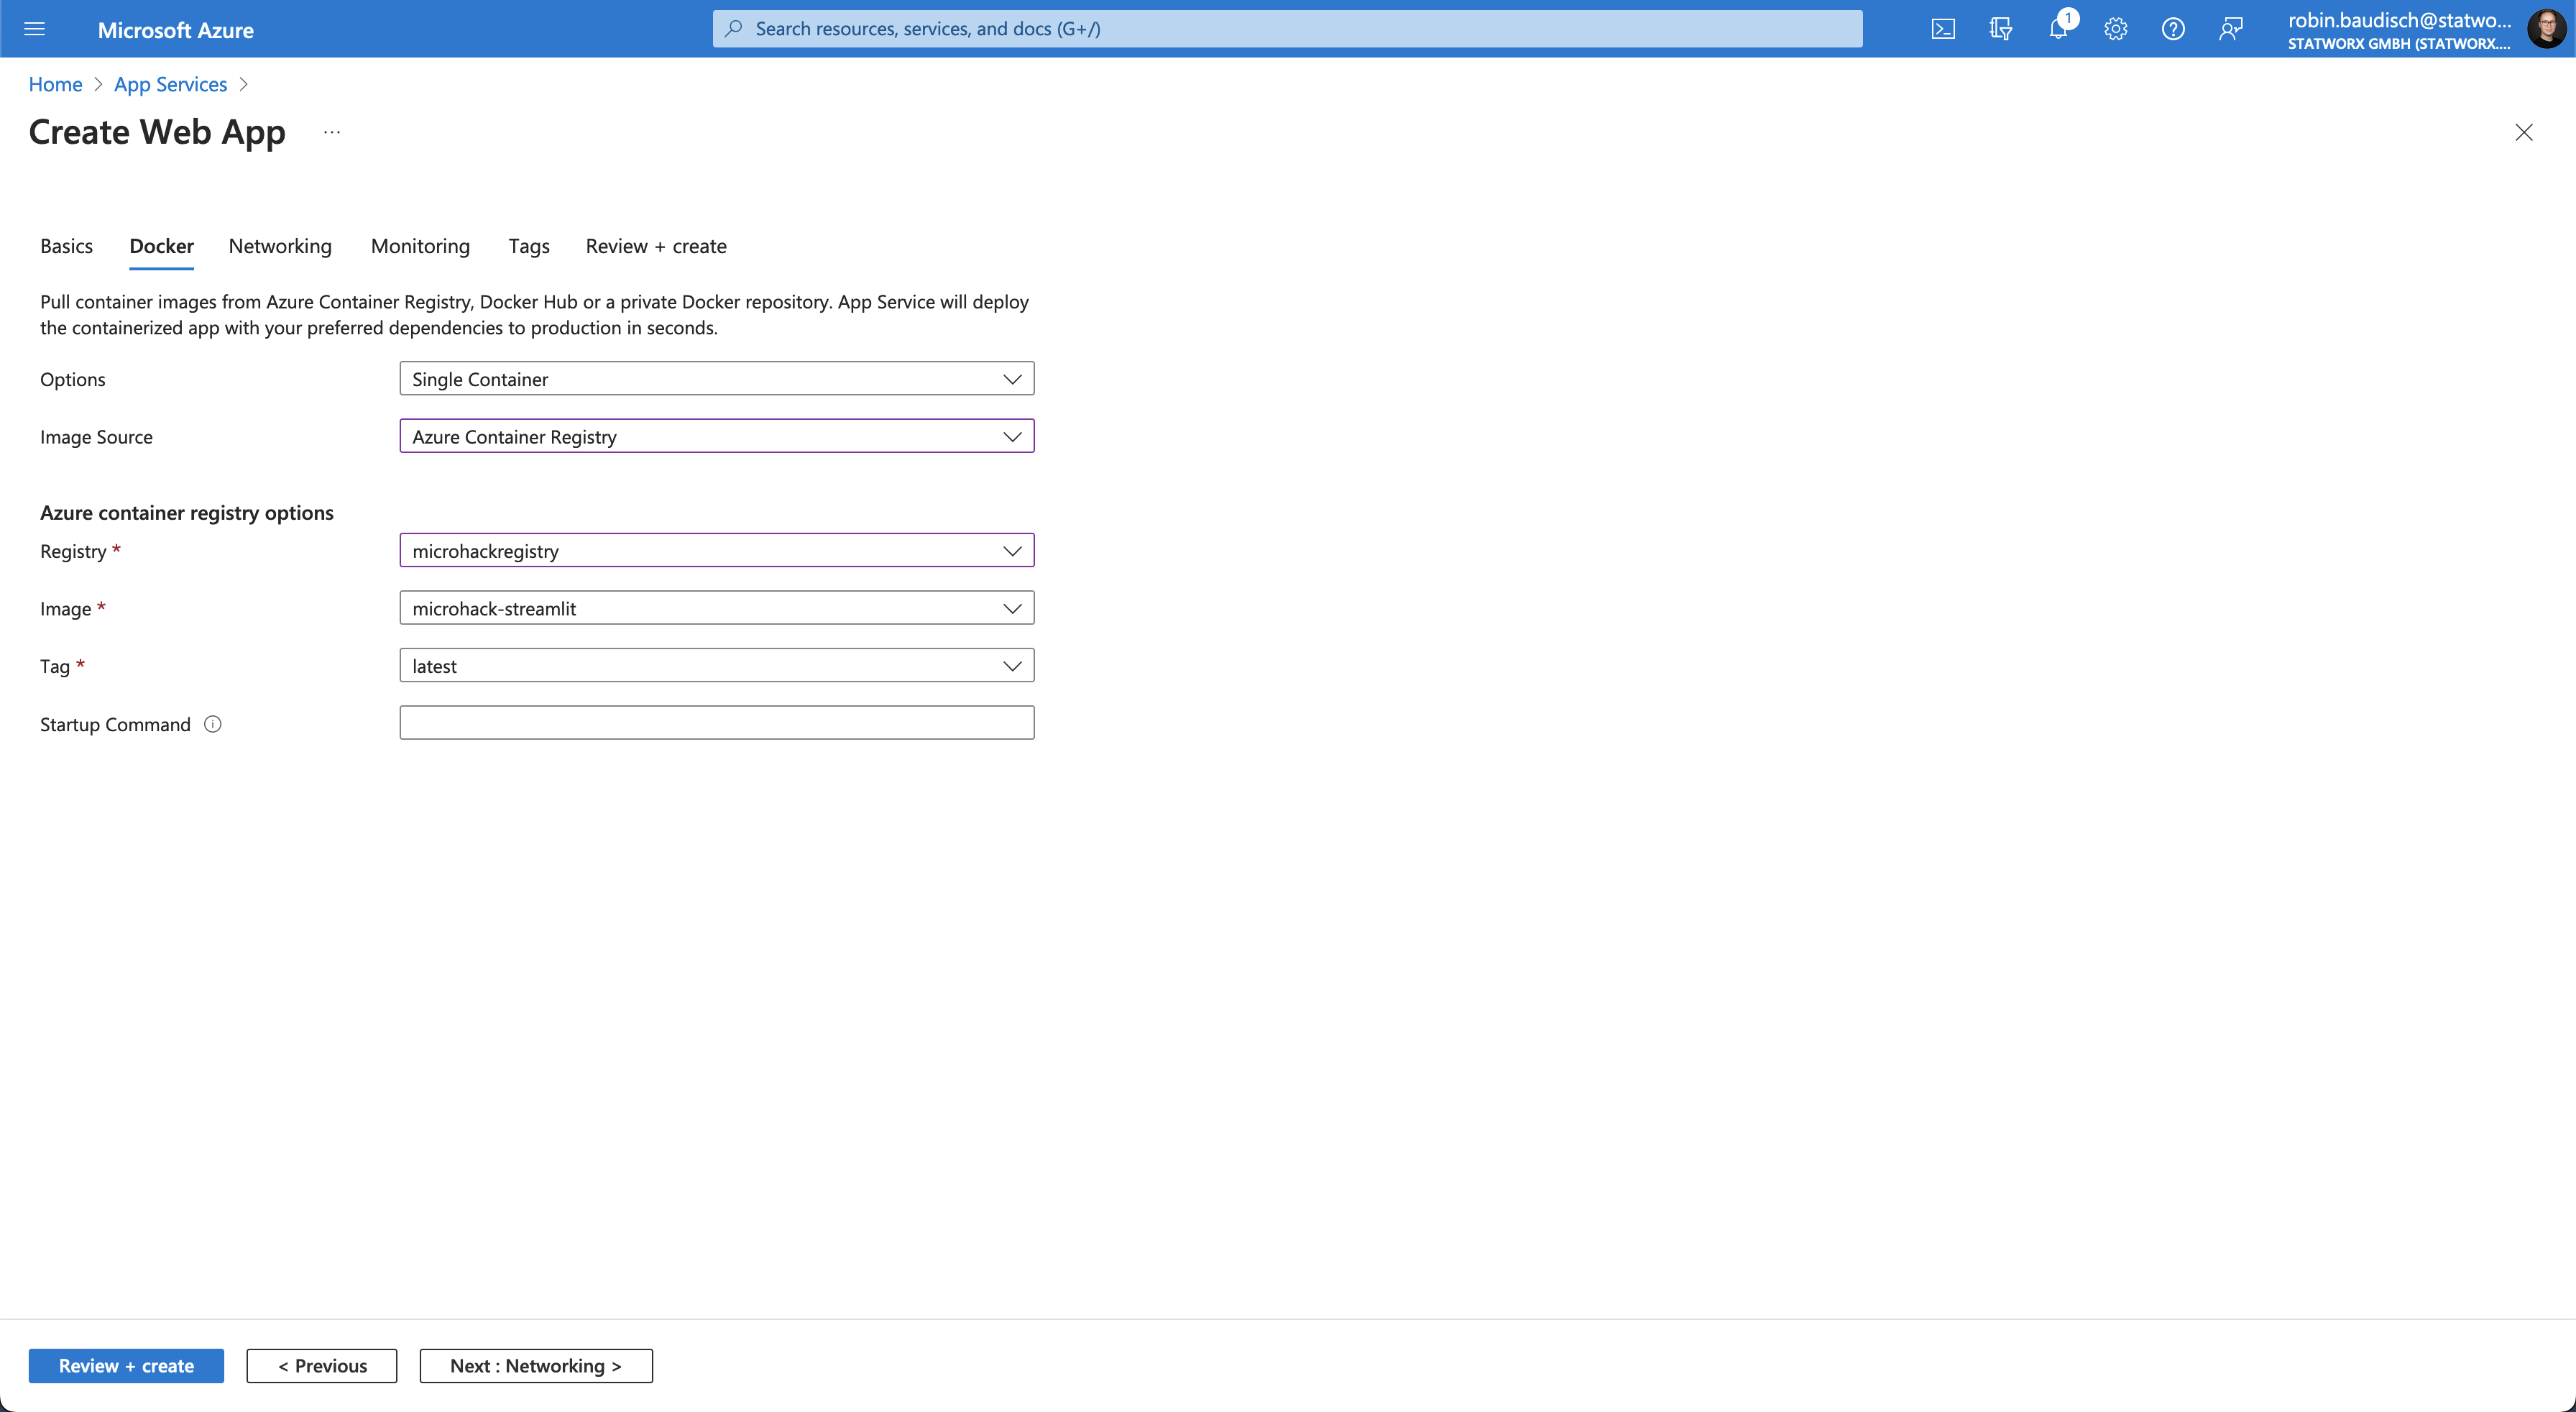 Microsoft Azure
Search resources, services, and docs (G+/)
1
robin.baudisch@statwo...
STATWORX GMBH (STATWORX....
Home > App Services >
Create Web App ...
Basics Docker Networking Monitoring Tags Review + create
Pull container images from Azure Container Registry, Docker Hub or a private Docker repository. App Service will deploy
the containerized app with your preferred dependencies to production in seconds.
Options Single Container
Image Source Azure Container Registry
Azure container registry options
Registry * microhackregistry
Image * microhack-streamlit
Tag * latest
Startup Command
Review + create < Previous Next : Networking >